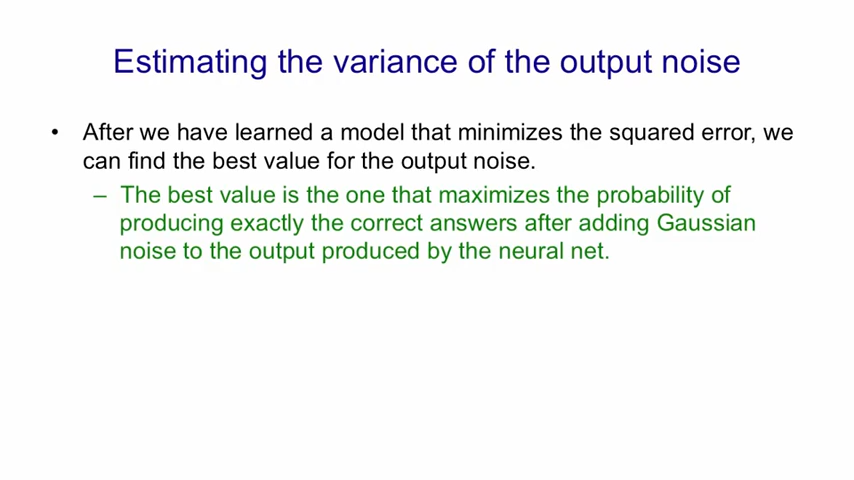 Estimating the variance of the output noise
• After we have learned a model that minimizes the squared error, we
can find the best value for the output noise.
– The best value is the one that maximizes the probability of
producing exactly the correct answers after adding Gaussian
noise to the output produced by the neural net.